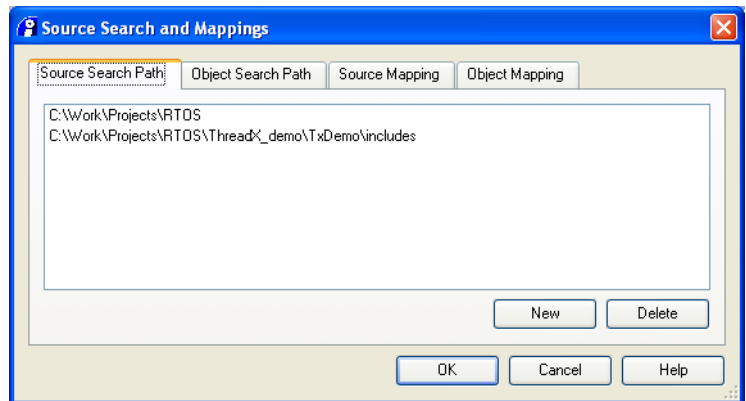 Source Search and Mappings
Source Search Path Object Search Path Source Mapping Object Mapping
C:\Work\Projects\RTOS
C:\Work\Projects\RTOS\ThreadX_demo\TxDemo\includes
New Delete
OK Cancel Help